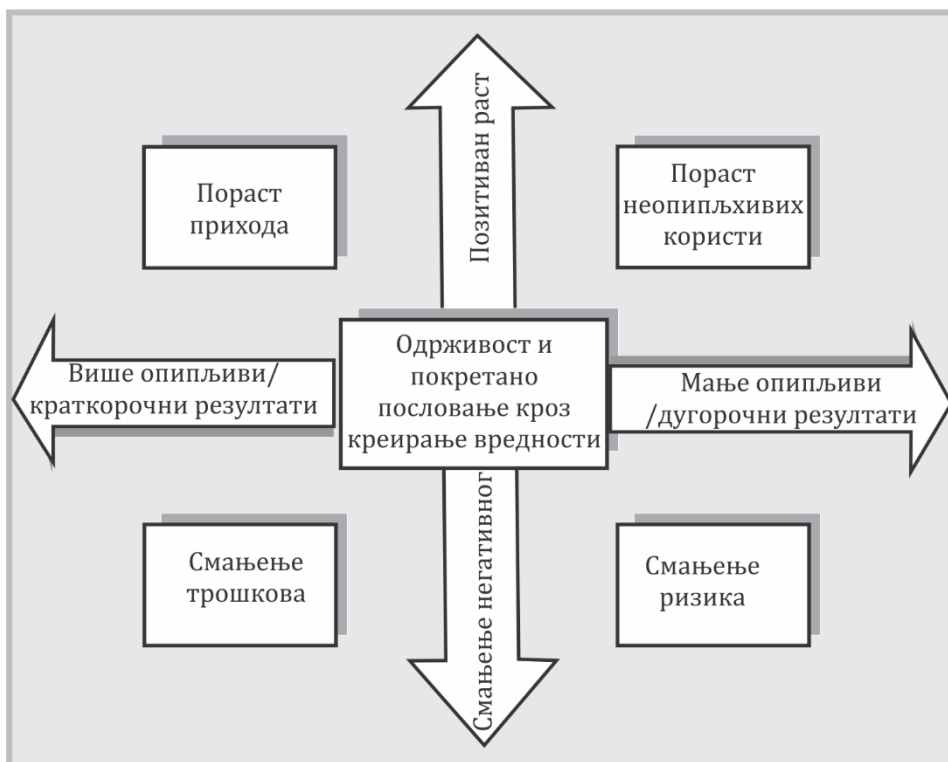 Позитиван раст
Пораст
прихода
Пораст
неопипљхивих
користи
Више опипљиви/
краткорочни резултати
Одрживост и
покретано
пословање кроз
креирање вредности
Мање опипљиви
/дугорочни резултати
Смањење негативног
Смањење
трошкова
Смањење
ризика